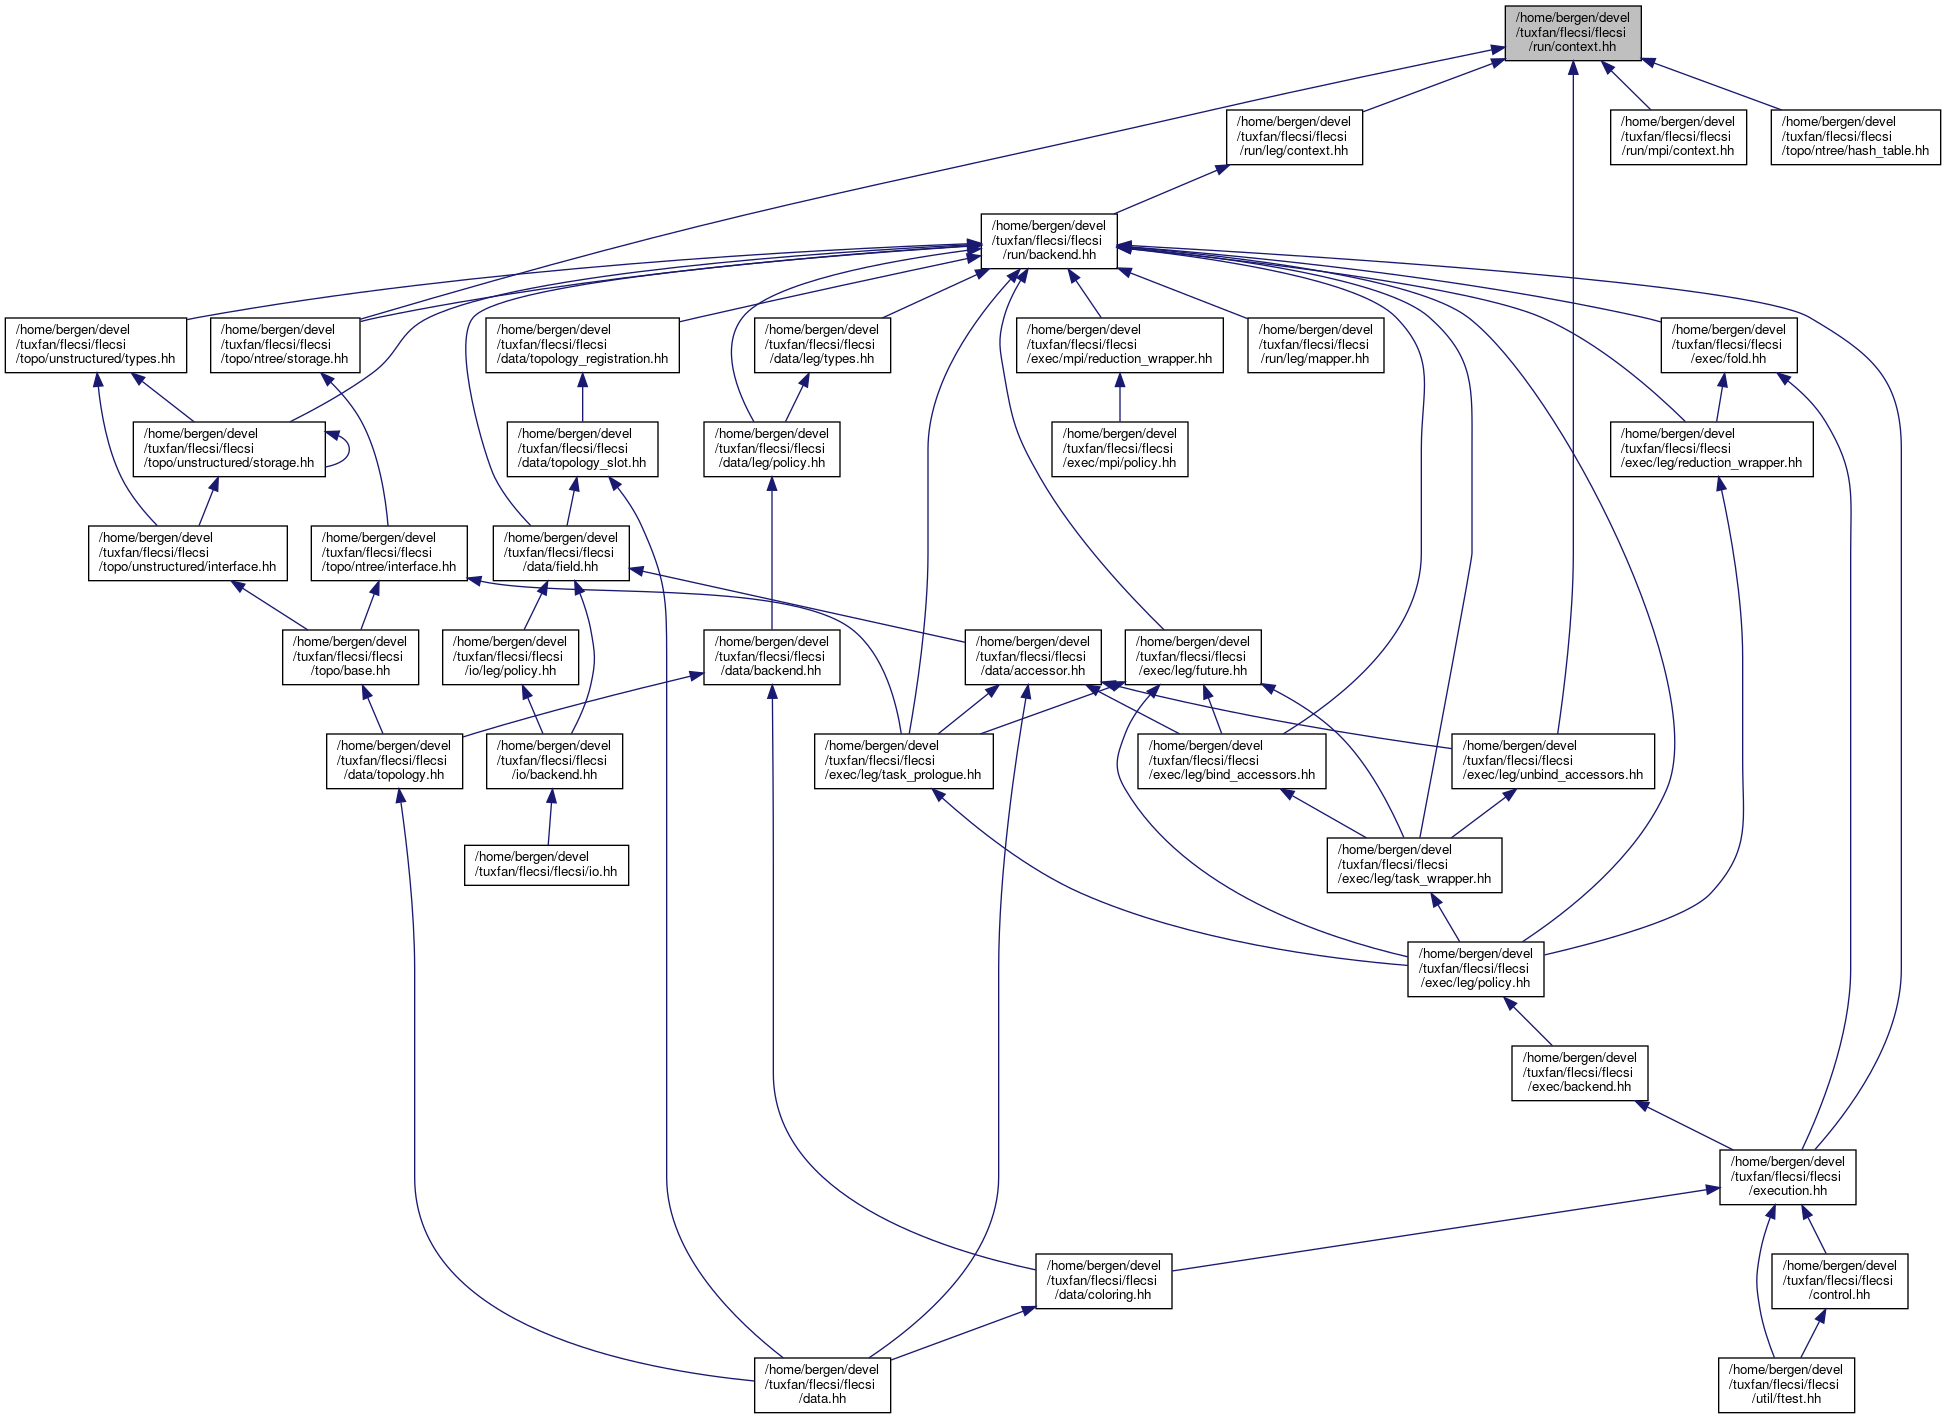 /home/bergen/devel
/tuxfan/flecsi/flecsi
/run/context.hh
/home/bergen/devel
/tuxfan/flecsi/flecsi
/run/leg/context.hh
/home/bergen/devel
/tuxfan/flecsi/flecsi
/run/mpi/context.hh
/home/bergen/devel
/tuxfan/flecsi/flecsi
/topo/ntree/hash_table.hh
/home/bergen/devel
/tuxfan/flecsi/flecsi
/run/backend.hh
/home/bergen/devel
/tuxfan/flecsi/flecsi
/topo/unstructured/types.hh
/home/bergen/devel
/tuxfan/flecsi/flecsi
/topo/ntree/storage.hh
/home/bergen/devel
/tuxfan/flecsi/flecsi
/data/topology_registration.hh
/home/bergen/devel
/tuxfan/flecsi/flecsi
/data/leg/types.hh
/home/bergen/devel
/tuxfan/flecsi/flecsi
/exec/mpi/reduction_wrapper.hh
/home/bergen/devel
/tuxfan/flecsi/flecsi
/run/leg/mapper.hh
/home/bergen/devel
/tuxfan/flecsi/flecsi
/exec/fold.hh
/home/bergen/devel
/tuxfan/flecsi/flecsi
/topo/unstructured/storage.hh
/home/bergen/devel
/tuxfan/flecsi/flecsi
/data/topology_slot.hh
/home/bergen/devel
/tuxfan/flecsi/flecsi
/data/leg/policy.hh
/home/bergen/devel
/tuxfan/flecsi/flecsi
/exec/mpi/policy.hh
/home/bergen/devel
/tuxfan/flecsi/flecsi
/exec/leg/reduction_wrapper.hh
/home/bergen/devel
/tuxfan/flecsi/flecsi
/topo/unstructured/interface.hh
/home/bergen/devel
/tuxfan/flecsi/flecsi
/topo/ntree/interface.hh
/home/bergen/devel
/tuxfan/flecsi/flecsi
/data/field.hh
/home/bergen/devel
/tuxfan/flecsi/flecsi
/topo/base.hh
/home/bergen/devel
/tuxfan/flecsi/flecsi
/io/leg/policy.hh
/home/bergen/devel
/tuxfan/flecsi/flecsi
/data/backend.hh
/home/bergen/devel
/tuxfan/flecsi/flecsi
/data/accessor.hh
/home/bergen/devel
/tuxfan/flecsi/flecsi
/exec/leg/future.hh
/home/bergen/devel
/tuxfan/flecsi/flecsi
/data/topology.hh
/home/bergen/devel
/tuxfan/flecsi/flecsi
/io/backend.hh
/home/bergen/devel
/tuxfan/flecsi/flecsi
/exec/leg/task_prologue.hh
/home/bergen/devel
/tuxfan/flecsi/flecsi
/exec/leg/bind_accessors.hh
/home/bergen/devel
/tuxfan/flecsi/flecsi
/exec/leg/unbind_accessors.hh
/home/bergen/devel
/tuxfan/flecsi/flecsi/io.hh
/home/bergen/devel
/tuxfan/flecsi/flecsi
/exec/leg/task_wrapper.hh
/home/bergen/devel
/tuxfan/flecsi/flecsi
/exec/leg/policy.hh
/home/bergen/devel
/tuxfan/flecsi/flecsi
/exec/backend.hh
/home/bergen/devel
/tuxfan/flecsi/flecsi
/execution.hh
/home/bergen/devel
/tuxfan/flecsi/flecsi
/data/coloring.hh
/home/bergen/devel
/tuxfan/flecsi/flecsi
/control.hh
/home/bergen/devel
/tuxfan/flecsi/flecsi
/data.hh
/home/bergen/devel
/tuxfan/flecsi/flecsi
/util/ftest.hh